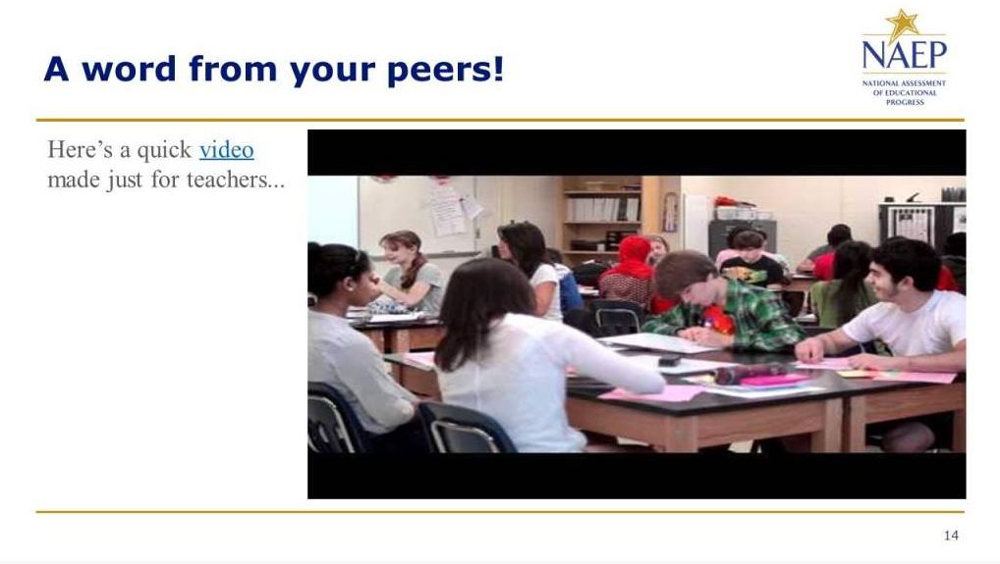 A word from your peers!
NAEP
NATIONAL ASSESSMENT
OF EDUCATIONAL
PROGRESS
Here’s a quick video
made just for teachers...
14